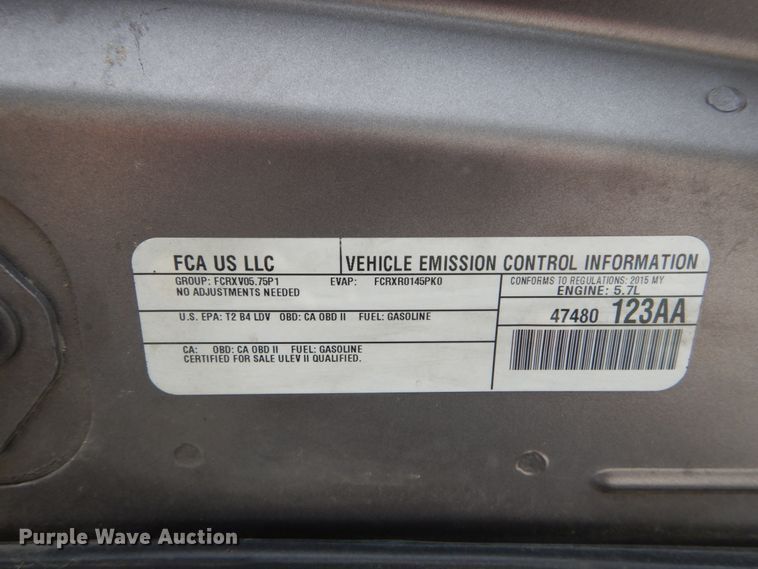 FCA US LLC
VEHICLE EMISSION CONTROL INFORMATION
GROUP: FCRXV05.75P1 EVAP: FCRXR0145PK0
NO ADJUSTMENTS NEEDED
CONFORMS TO REGULATIONS: 2015 MY
ENGINE: 5.7L
U.S. EPA: T2 B4 LDV OBD: CA OBD II FUEL: GASOLINE
47480 123AA
CA: OBD: CA OBD II FUEL: GASOLINE
CERTIFIED FOR SALE ULEV II QUALIFIED.
Purple Wave Auction